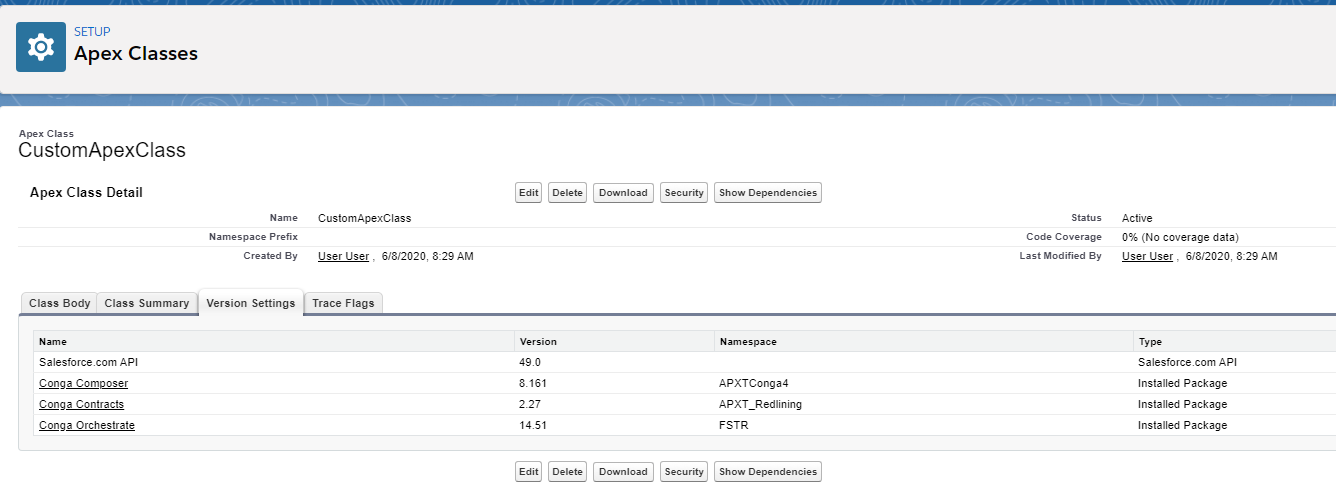 SETUP
Apex Classes
Apex Class
CustomApexClass
Apex Class Detail
Edit Delete Download Security Show Dependencies
Name CustomApexClass Status Active
Namespace Prefix Code Coverage 0% (No coverage data)
Created By User User , 6/8/2020, 8:29 AM Last Modified By User User , 6/8/2020, 8:29 AM
Class Body Class Summary Version Settings Trace Flags
Name Version Namespace Type
Salesforce.com API 49.0 Salesforce.com API
Conga Composer 8.161 APXTConga4 Installed Package
Conga Contracts 2.27 APXT_Redlining Installed Package
Conga Orchestrate 14.51 FSTR Installed Package
Edit Delete Download Security Show Dependencies